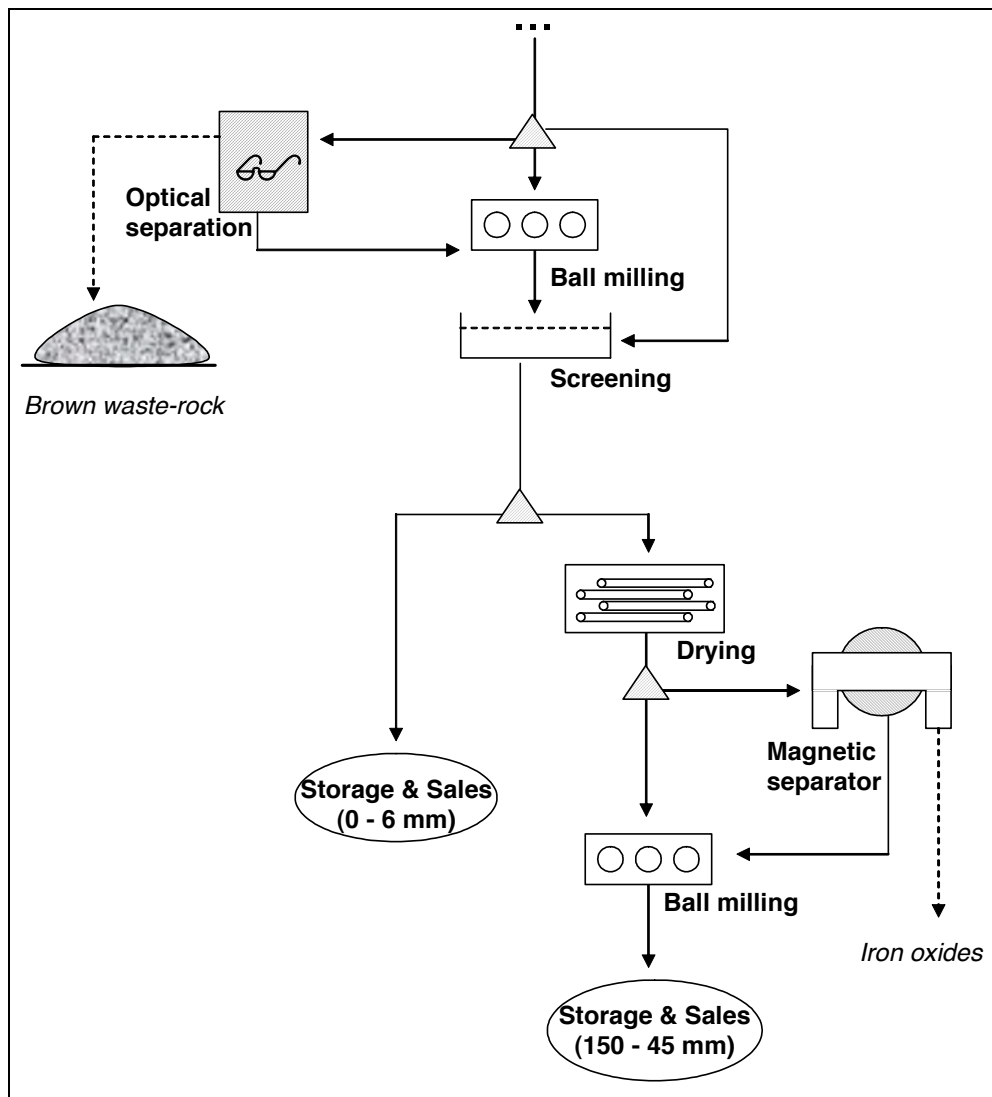 ...
Optical
separation
Ball milling
Screening
Brown waste-rock
Drying
Magnetic
separator
Storage & Sales
(0 - 6 mm)
Ball milling
Iron oxides
Storage & Sales
(150 - 45 mm)